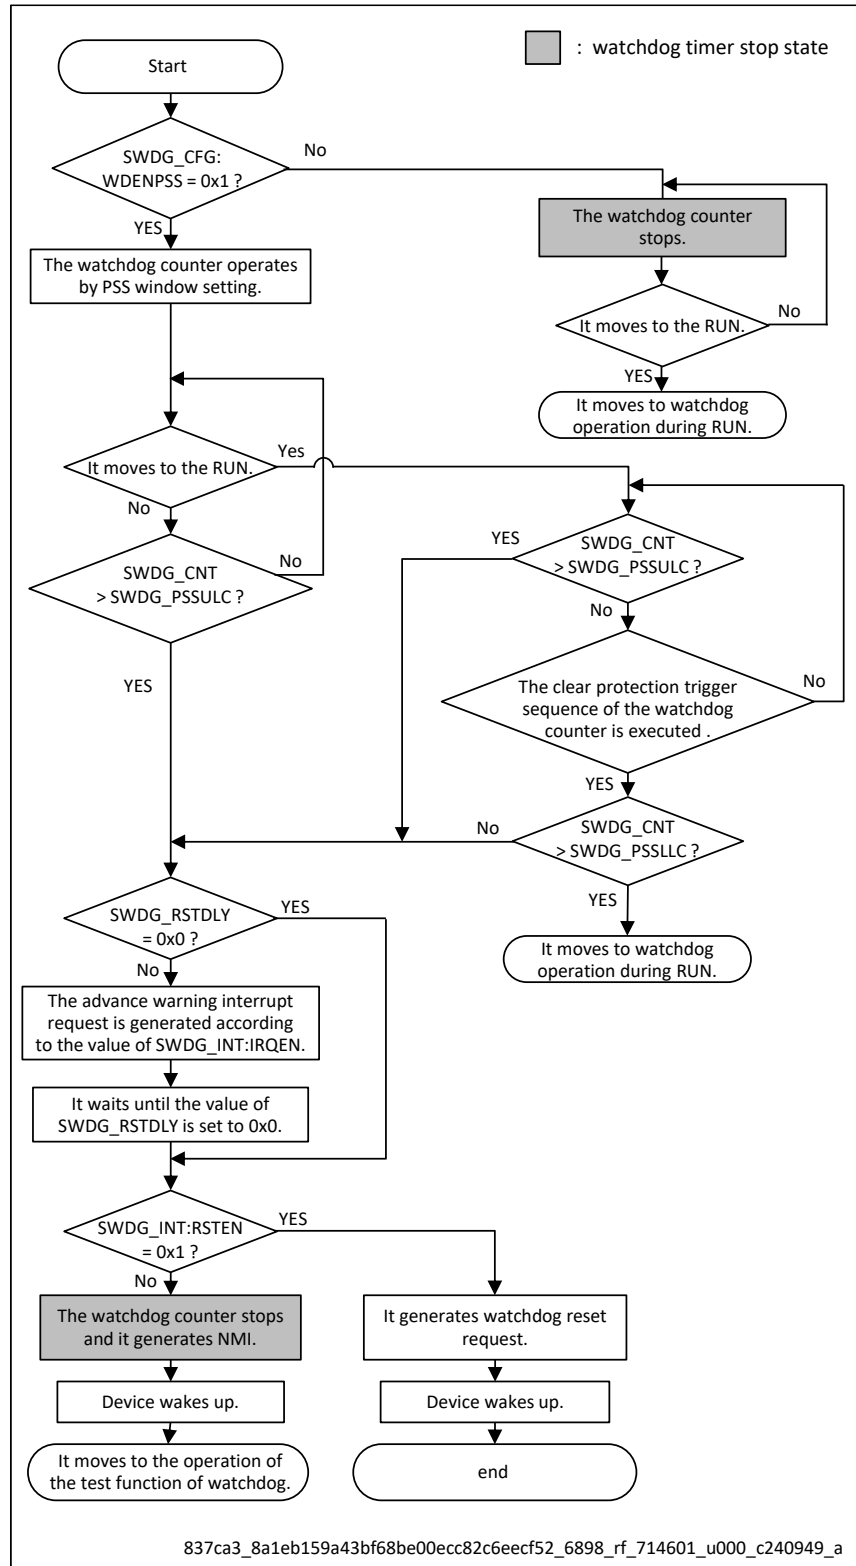 : watchdog timer stop state
Start
SWDG_CFG:
WDENPSS = 0x1 ?
No
YES
The watchdog counter
stops.
The watchdog counter operates
by PSS window setting.
It moves to the RUN.
No
YES
It moves to watchdog
operation during RUN.
It moves to the RUN.
Yes
No
SWDG_CNT
> SWDG_PSSULC ?
No
YES
SWDG_CNT
> SWDG_PSSULC ?
YES
No
The clear protection trigger
sequence of the watchdog
counter is executed .
No
YES
SWDG_CNT
> SWDG_PSSLLC ?
No
YES
It moves to watchdog
operation during RUN.
SWDG_RSTDLY
= 0x0 ?
YES
No
The advance warning interrupt
request is generated according
to the value of SWDG_INT:IRQEN.
It waits until the value of
SWDG_RSTDLY is set to 0x0.
SWDG_INT:RSTEN
= 0x1 ?
YES
No
The watchdog counter stops
and it generates NMI.
It generates watchdog reset
request.
Device wakes up.
Device wakes up.
It moves to the operation of
the test function of watchdog.
end
837ca3_8a1eb159a43bf68be00ecc82c6eecf52_6898_rf_714601_u000_c240949_a